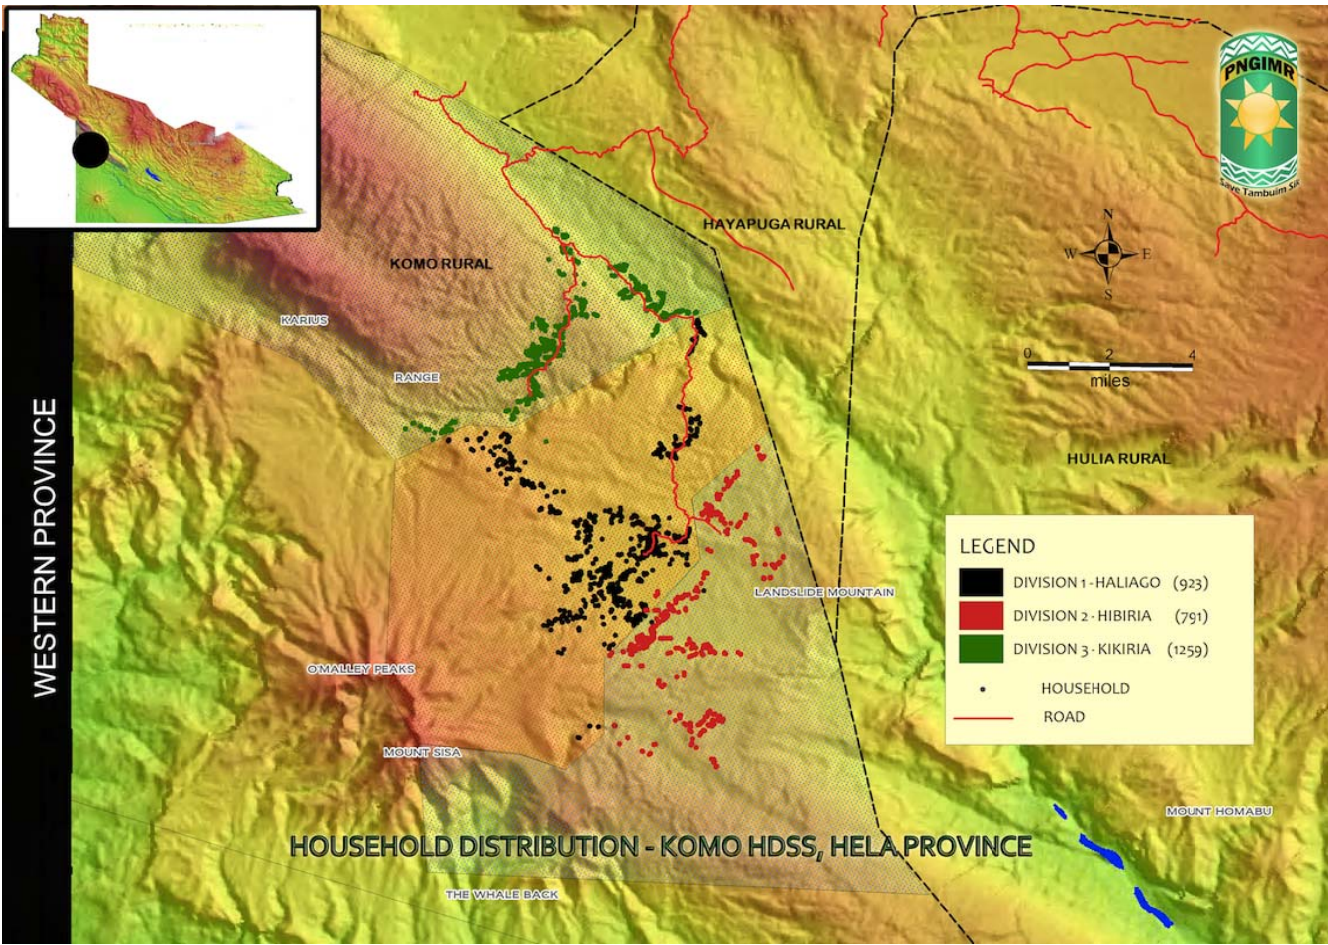 PNGIMR
Save Tambuim Sik
HAYAPUGA RURAL
KOMO RURAL
N
W E
S
KARIUS
RANGE
0 2 4
miles
WESTERN PROVINCE
HULIA RURAL
LEGEND
DIVISION 1 - HALIAGO (923)
DIVISION 2 - HIBIRIA (791)
DIVISION 3 - KIKIRIA (1259)
HOUSEHOLD
ROAD
LANDSLIDE MOUNTAIN
O'MALLEY PEAKS
MOUNT SISA
MOUNT HOMABU
HOUSEHOLD DISTRIBUTION - KOMO HDSS, HELA PROVINCE
THE WHALE BACK